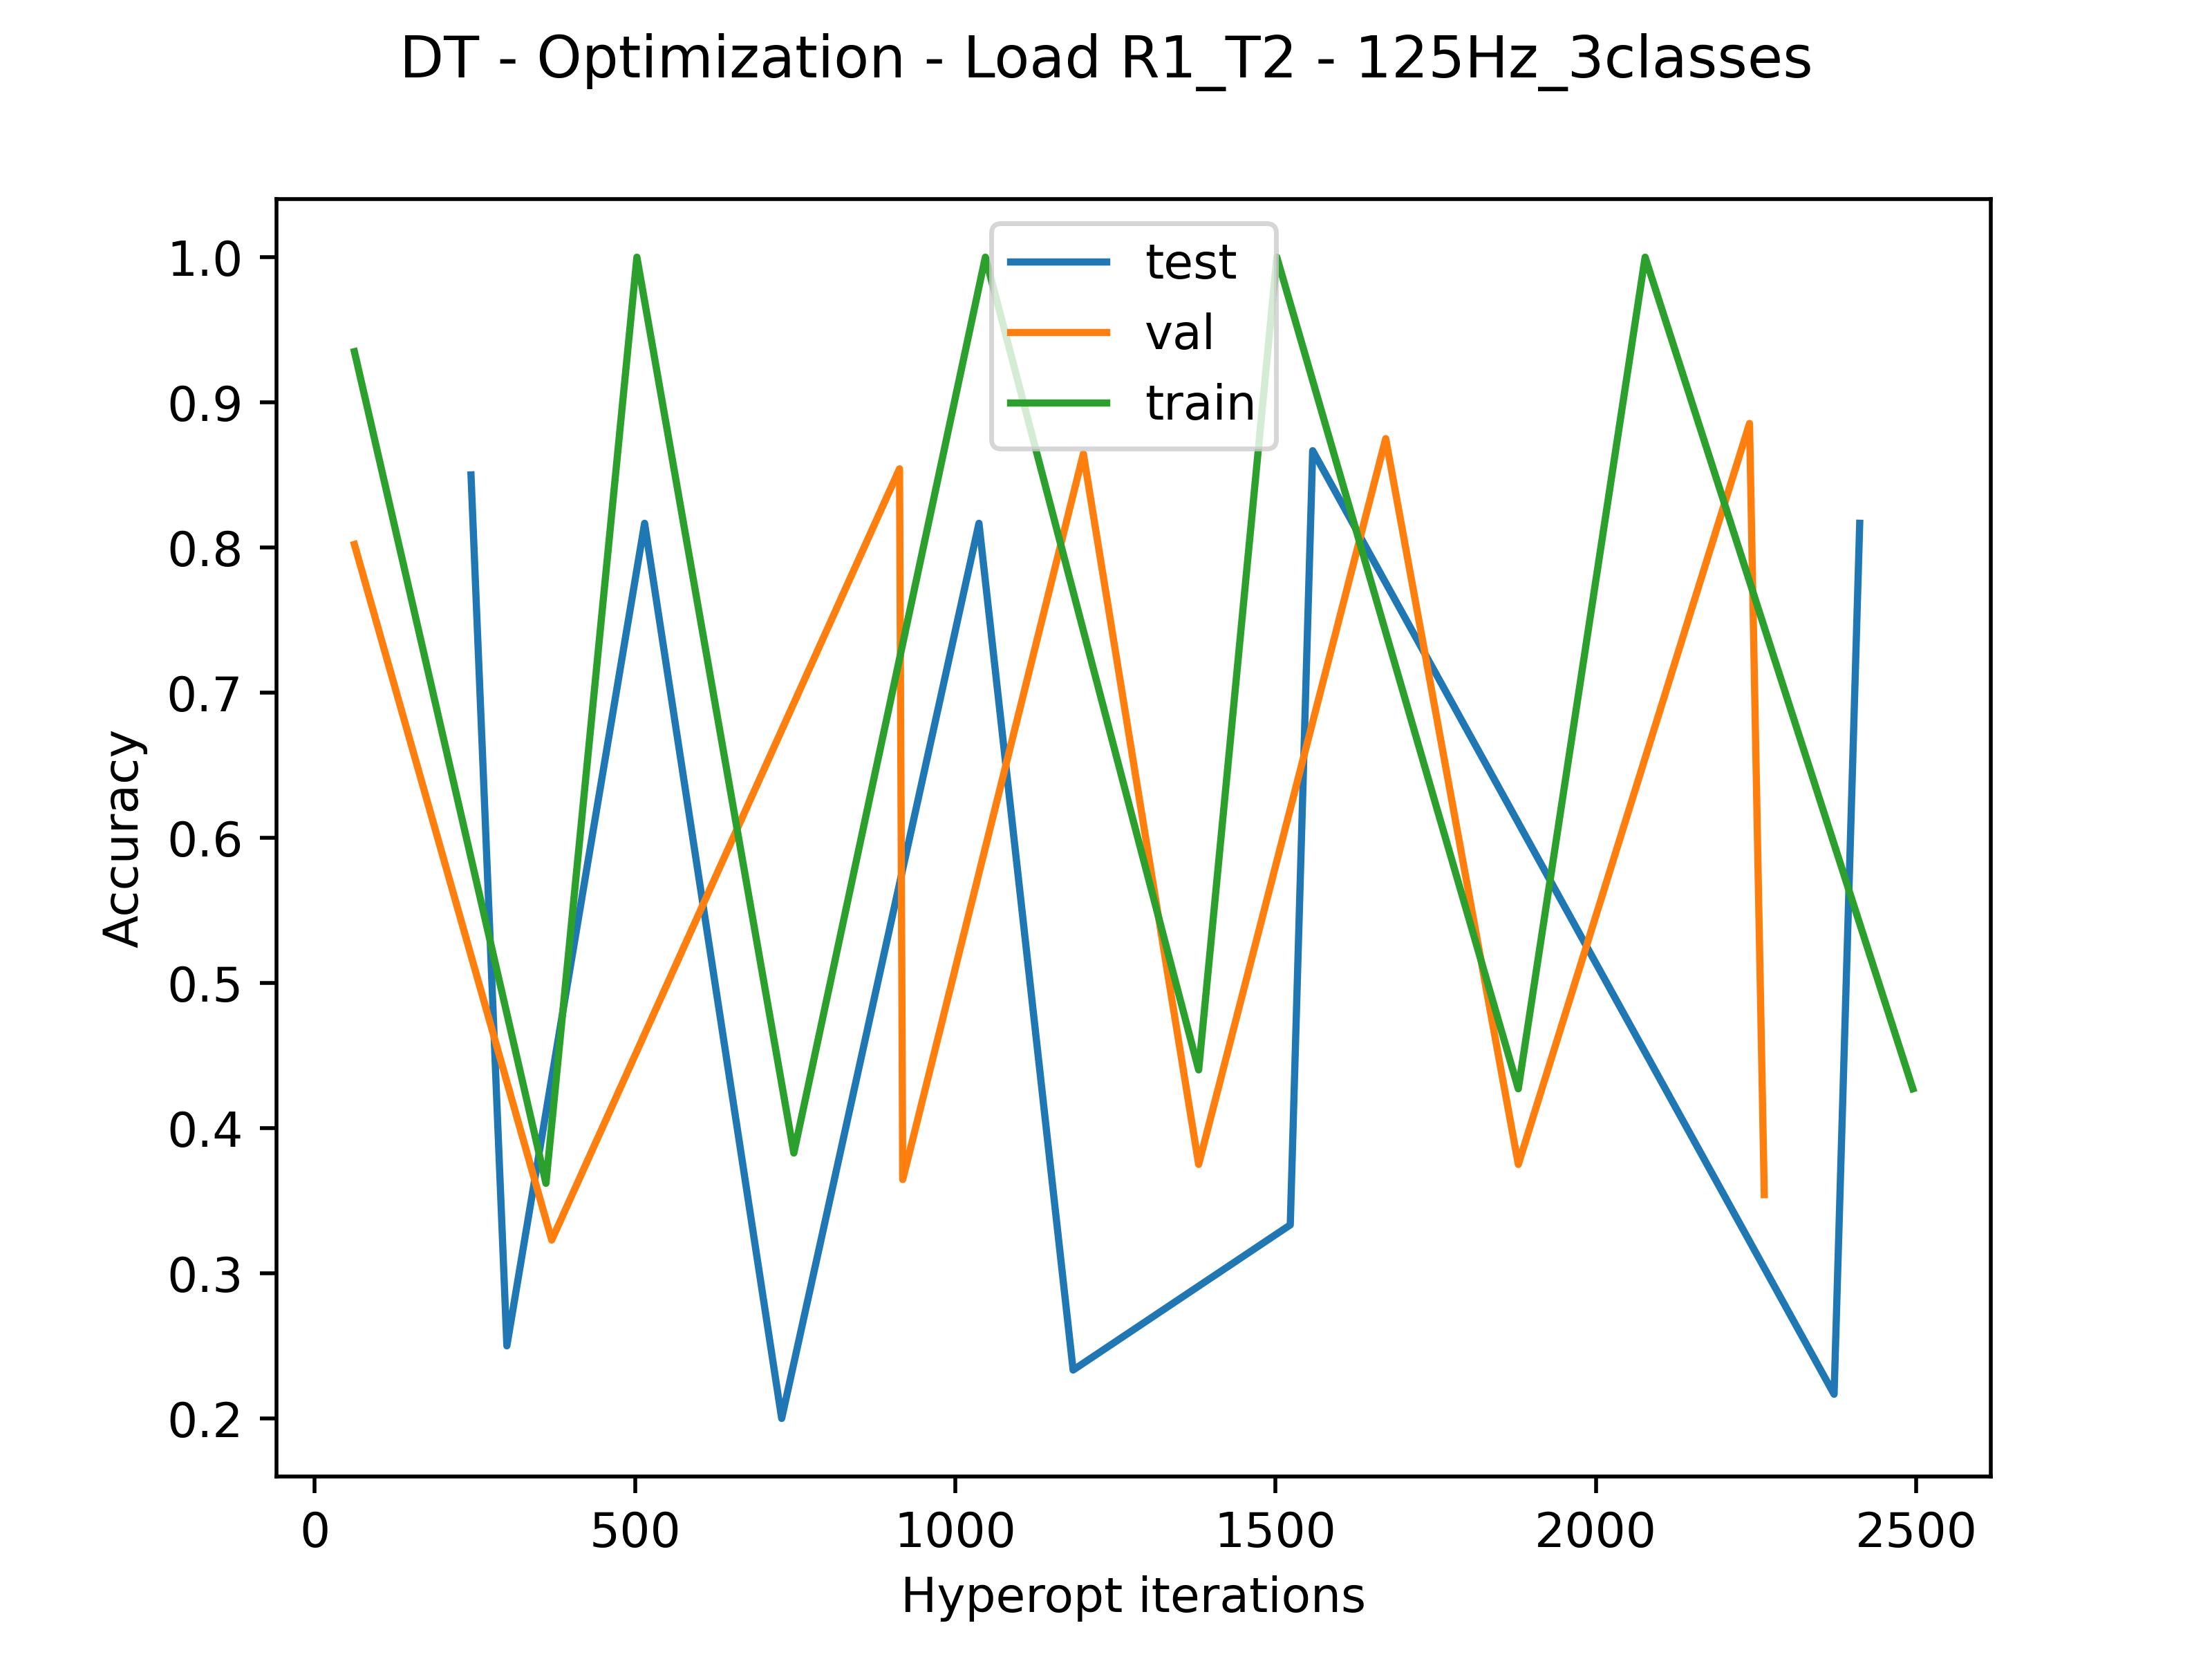 DT - Optimization - Load R1_T2 - 125Hz_3classes
test
val
train
1.0
0.9
0.8
0.7
0.6
0.5
0.4
0.3
0.2
Accuracy
0 500 1000 1500 2000 2500
Hyperopt iterations